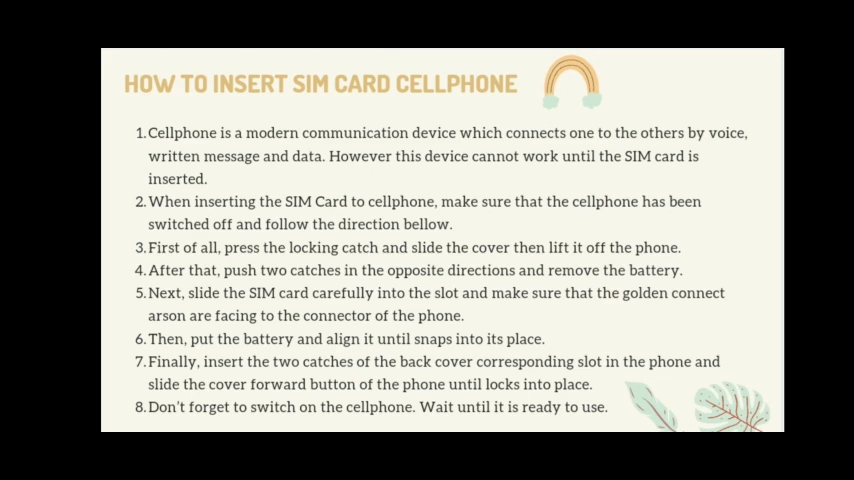 HOW TO INSERT SIM CARD CELLPHONE
1. Cellphone is a modern communication device which connects one to the others by voice,
written message and data. However this device cannot work until the SIM card is
inserted.
2. When inserting the SIM Card to cellphone, make sure that the cellphone has been
switched off and follow the direction bellow.
3. First of all, press the locking catch and slide the cover then lift it off the phone.
4. After that, push two catches in the opposite directions and remove the battery.
5. Next, slide the SIM card carefully into the slot and make sure that the golden connect
arson are facing to the connector of the phone.
6. Then, put the battery and align it until snaps into its place.
7. Finally, insert the two catches of the back cover corresponding slot in the phone and
slide the cover forward button of the phone until locks into place.
8. Don't forget to switch on the cellphone. Wait until it is ready to use.